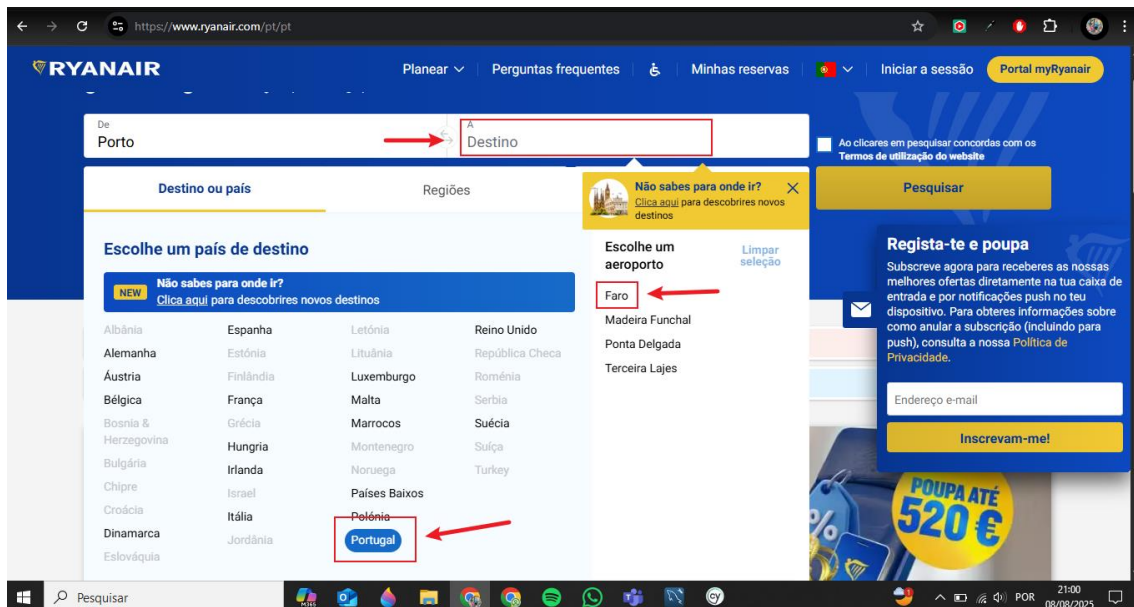 https://www.ryanair.com/pt/pt
RYANAIR
Planear
Perguntas frequentes
Minhas reservas
Iniciar a sessão
Portal myRyanair
De
Porto
A
Destino
Ao clicares em pesquisar concordas com os
Termos de utilização do website
Pesquisar
Destino ou país
Regiões
Não sabes para onde ir?
Clica aqui para descobrires novos
destinos
Escolhe um país de destino
NEW
Não sabes para onde ir?
Clica aqui para descobrires novos destinos
Albânia
Alemanha
Áustria
Bélgica
Bosnia &
Herzegovina
Bulgária
Chipre
Croácia
Dinamarca
Eslováquia
Espanha
Estónia
Finlândia
França
Grécia
Hungria
Irlanda
Israel
Itália
Jordânia
Letónia
Lituânia
Luxemburgo
Malta
Marrocos
Montenegro
Noruega
Países Baixos
Polónia
Portugal
Reino Unido
República Checa
Roménia
Serbia
Suécia
Suíça
Turkey
Escolhe um
aeroporto
Limpar
seleção
Faro
Madeira Funchal
Ponta Delgada
Terceira Lajes
Regista-te e poupa
Subscreve agora para receberes as nossas
melhores ofertas diretamente na tua caixa de
entrada e por notificações push no teu
dispositivo. Para obteres informações sobre
como anular a subscrição (incluindo para
push), consulta a nossa Política de
Privacidade.
Endereço e-mail
Inscrevam-me!
POUPA ATÉ
520 €
%
Pesquisar
M365
CY
POR
21:00
08/08/2025